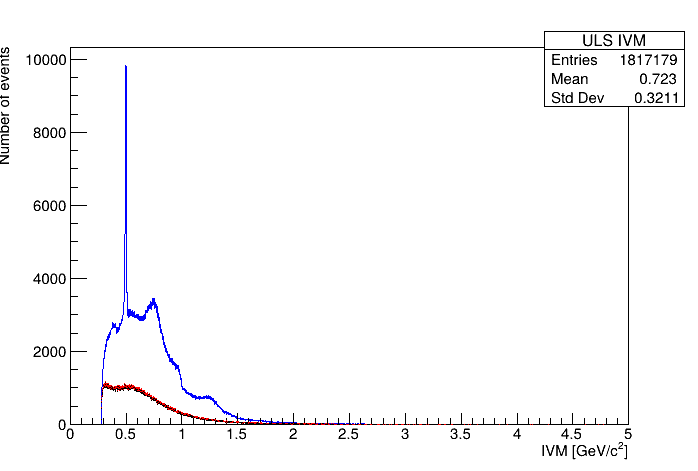 ULS IVM
Entries 1817179
Mean 0.723
Std Dev 0.3211
Number of events
10000
8000
6000
4000
2000
0
0 0.5 1 1.5 2 2.5 3 3.5 4 4.5 5
IVM [GeV/c²]